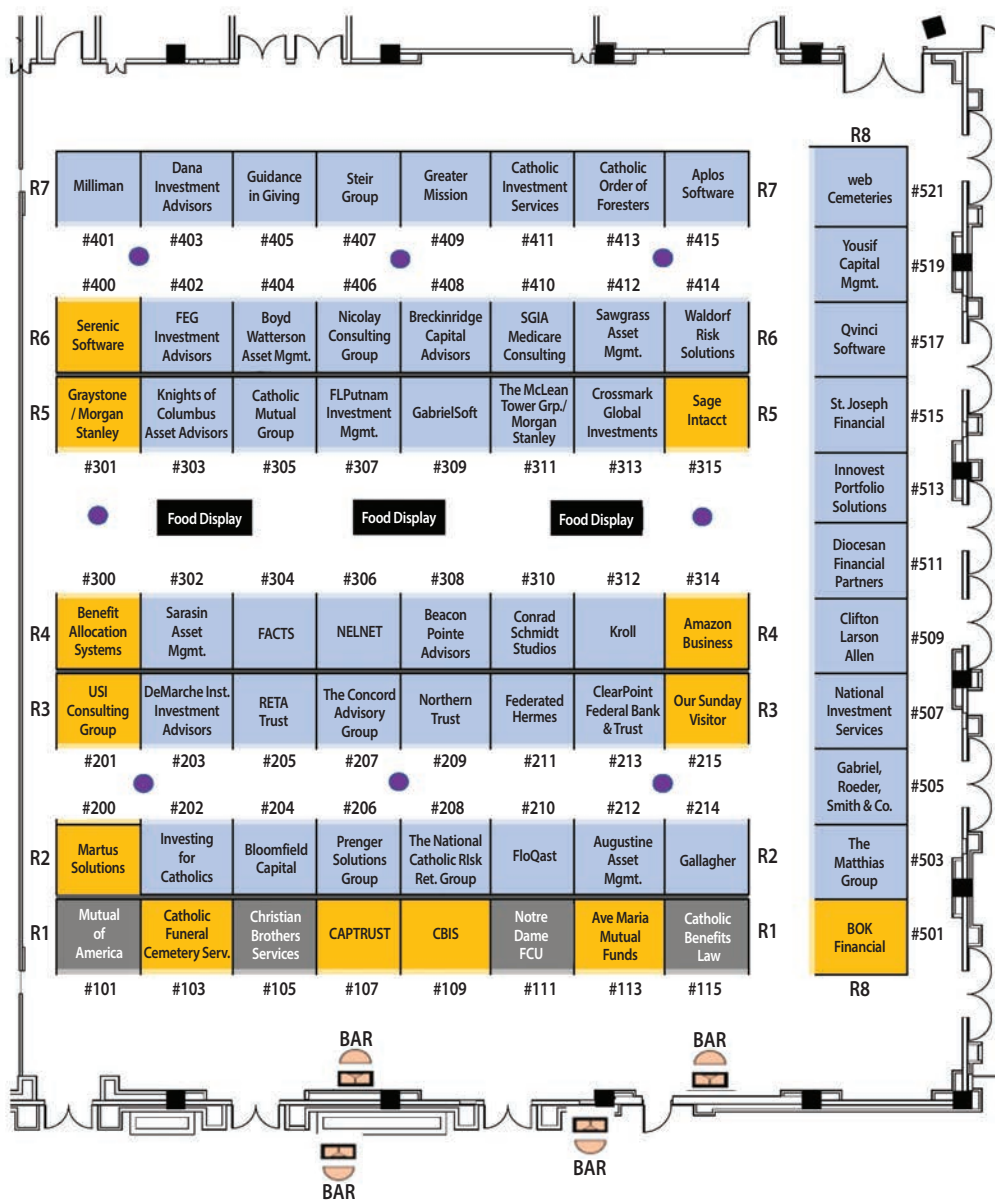 R8
R7
Milliman
Dana
Investment
Advisors
Guidance
in Giving
Steir
Group
Greater
Mission
Catholic
Investment
Services
Catholic
Order of
Foresters
Aplos
Software
R7
#401
#403
#405
#407
#409
#411
#413
#415
#400
#402
#404
#406
#408
#410
#412
#414
R6
Serenic
Software
FEG
Investment
Advisors
Boyd
Watterson
Asset Mgmt.
Nicolay
Consulting
Group
Breckinridge
Capital
Advisors
SGIA
Medicare
Consulting
Sawgrass
Asset
Mgmt.
Waldorf
Risk
Solutions
R6
R5
Graystone
/ Morgan
Stanley
Knights of
Columbus
Asset Advisors
Catholic
Mutual
Group
FLPutnam
Investment
Mgmt.
GabrielSoft
The McLean
Tower Grp./
Morgan
Stanley
Crossmark
Global
Investments
Sage
Intacct
R5
#301
#303
#305
#307
#309
#311
#313
#315
Food Display
Food Display
Food Display
#300
#302
#304
#306
#308
#310
#312
#314
R4
Benefit
Allocation
Systems
Sarasin
Asset
Mgmt.
FACTS
NELNET
Beacon
Pointe
Advisors
Conrad
Schmidt
Studios
Kroll
Amazon
Business
R4
R3
USI
Consulting
Group
DeMarche Inst.
Investment
Advisors
RETA
Trust
The Concord
Advisory
Group
Northern
Trust
Federated
Hermes
ClearPoint
Federal Bank
& Trust
Our Sunday
Visitor
R3
#201
#203
#205
#207
#209
#211
#213
#215
#200
#202
#204
#206
#208
#210
#212
#214
R2
Martus
Solutions
Investing
for
Catholics
Bloomfield
Capital
Prenger
Solutions
Group
The National
Catholic RIsk
Ret. Group
FloQast
Augustine
Asset
Mgmt.
Gallagher
R2
R1
Mutual
of
America
Catholic
Funeral
Cemetery Serv.
Christian
Brothers
Services
CAPTRUST
CBIS
Notre
Dame
FCU
Ave Maria
Mutual
Funds
Catholic
Benefits
Law
R1
#101
#103
#105
#107
#109
#111
#113
#115
web
Cemeteries
#521
Yousif
Capital
Mgmt.
#519
Qvinci
Software
#517
St. Joseph
Financial
#515
Innovest
Portfolio
Solutions
#513
Diocesan
Financial
Partners
#511
Clifton
Larson
Allen
#509
National
Investment
Services
#507
Gabriel,
Roeder,
Smith & Co.
#505
The
Matthias
Group
#503
BOK
Financial
#501
R8
BAR
BAR
BAR
BAR